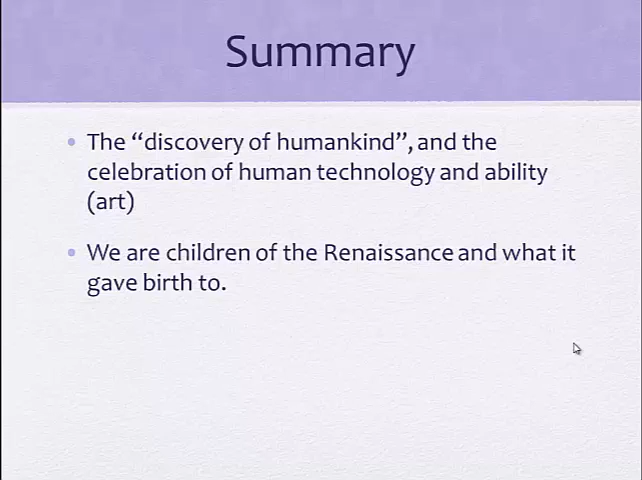 Summary
The “discovery of humankind”, and the
celebration of human technology and ability
(art)
We are children of the Renaissance and what it
gave birth to.